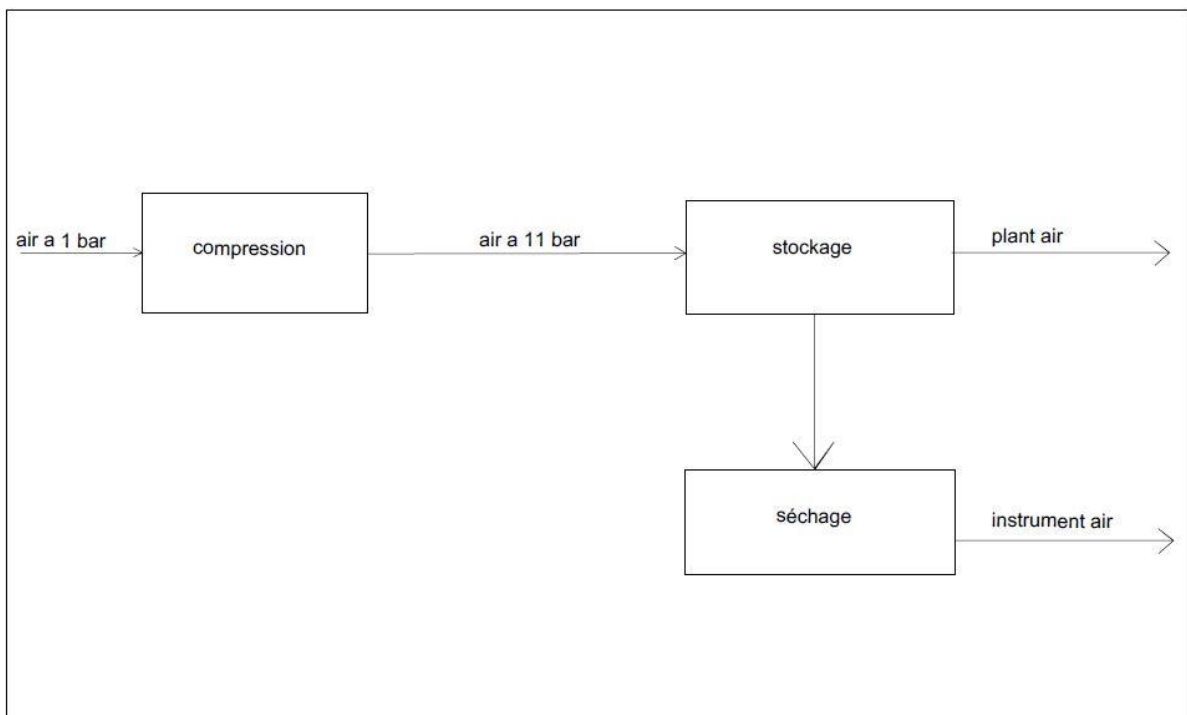 air a 1 bar
compression
air a 11 bar
stockage
plant air
séchage
instrument air